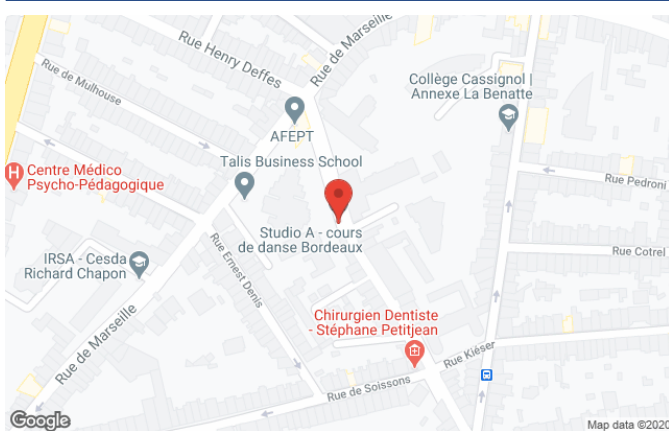 Rue Henry Deffes
Rue de Marseille
Rue de Mulhouse
Collège Cassignol |
Annexe La Benatte
AFEPT
Talis Business School
Centre Médico
Psycho-Pédagogique
H
Rue Pedroni
Studio A - cours
de danse Bordeaux
Rue Cotrel
IRSA - Cesda
Richard Chapon
Rue Ernest Denis
Chirurgien Dentiste
- Stéphane Petitjean
Rue de Marseille
Rue Kiéser
Rue de Soissons
Google
Map data ©2020